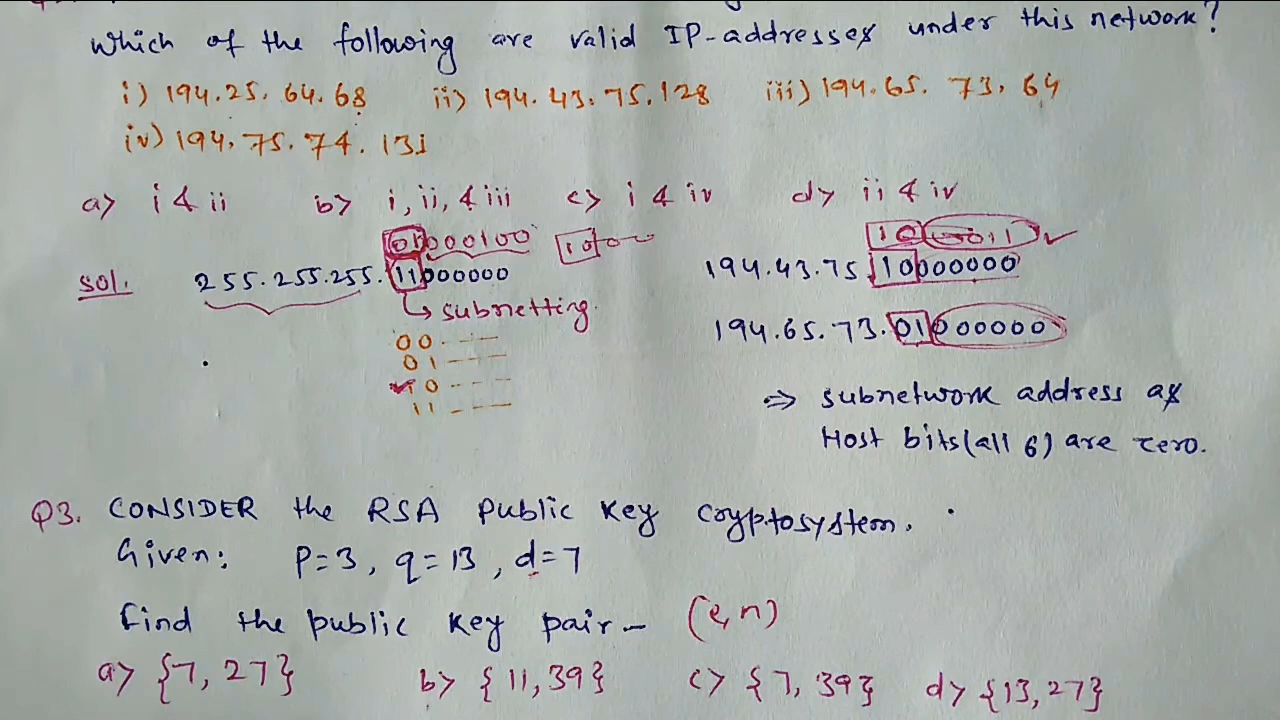 Which of the following are valid IP-addresses under this network?
i) 194.25.64.68 ii) 194.43.75.128 iii) 194.65.73.64
iv) 194.75.74.131
a) i & ii b) i, ii, & iii c) i & iv d) ii & iv
01000100 1000
Sol. 255.255.255.11000000
↳ subnetting
00
01
10
11
10 0011 ✓
194.43.75.10000000
194.65.73.01000000
⇒ subnetwork address as
Host bits(all 6) are zero.
Q3. CONSIDER the RSA Public Key Cryptosystem.
Given: P=3, q=13, d=7
Find the public key pair - (e,n)
a) {7, 27} b) {11, 39} c) {7, 39} d) {13, 27}